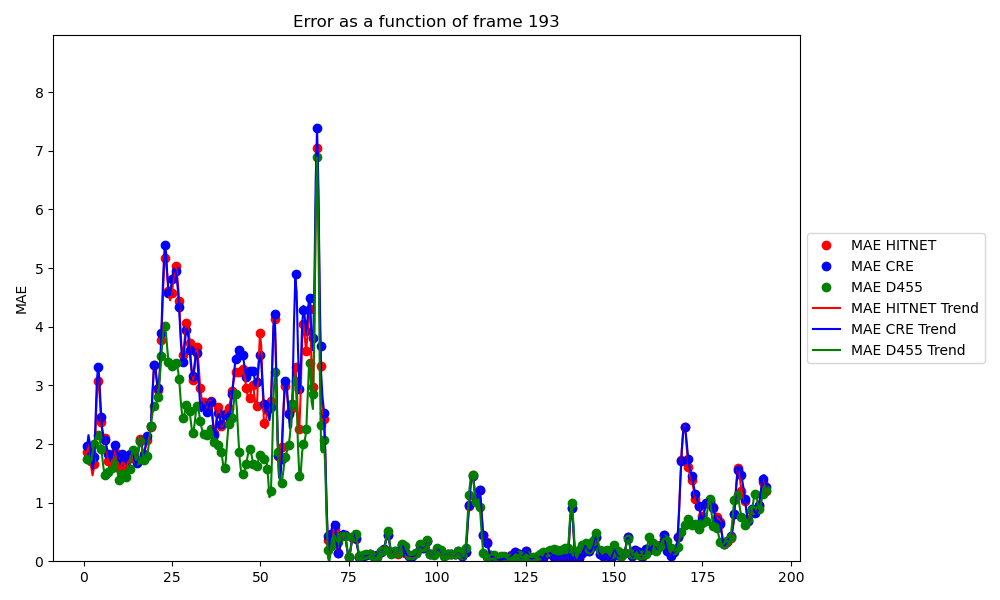 Error as a function of frame 193
MAE
8
7
6
5
4
3
2
1
0
0 25 50 75 100 125 150 175 200
MAE HITNET
MAE CRE
MAE D455
MAE HITNET Trend
MAE CRE Trend
MAE D455 Trend